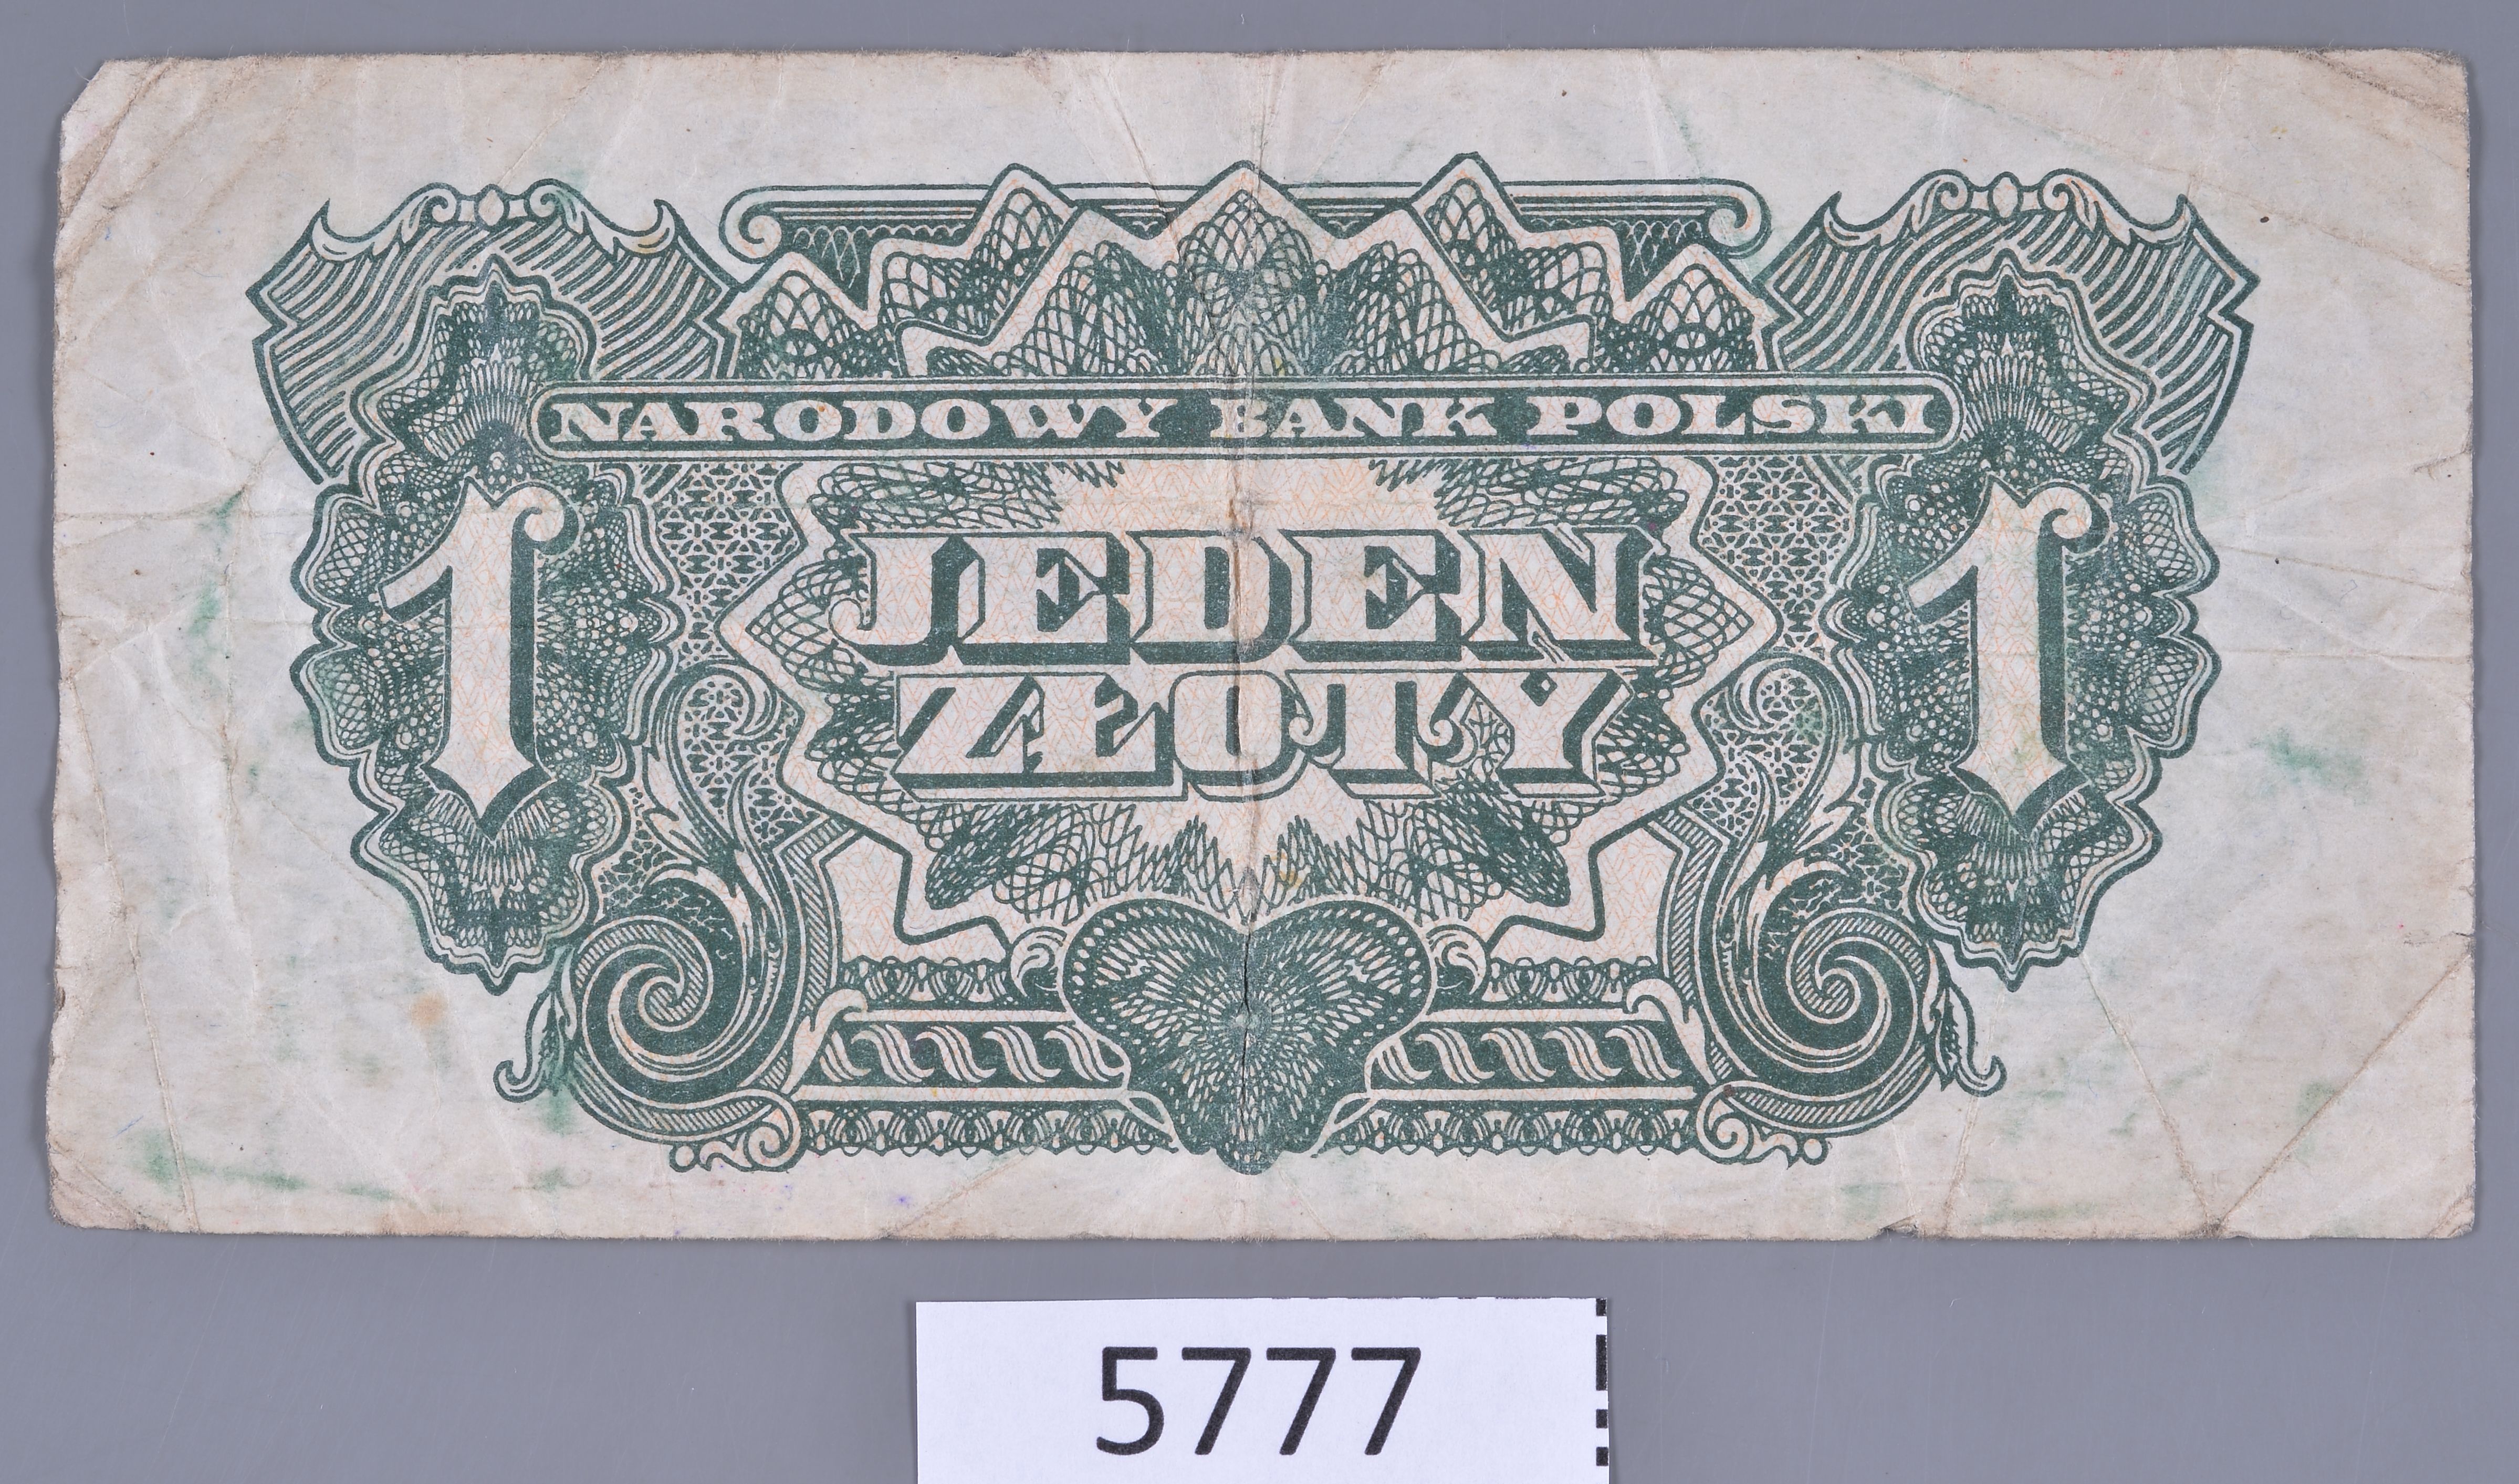 NARODOWY BANK POLSKI
1 JEDEN 1
ZŁOTY
5777